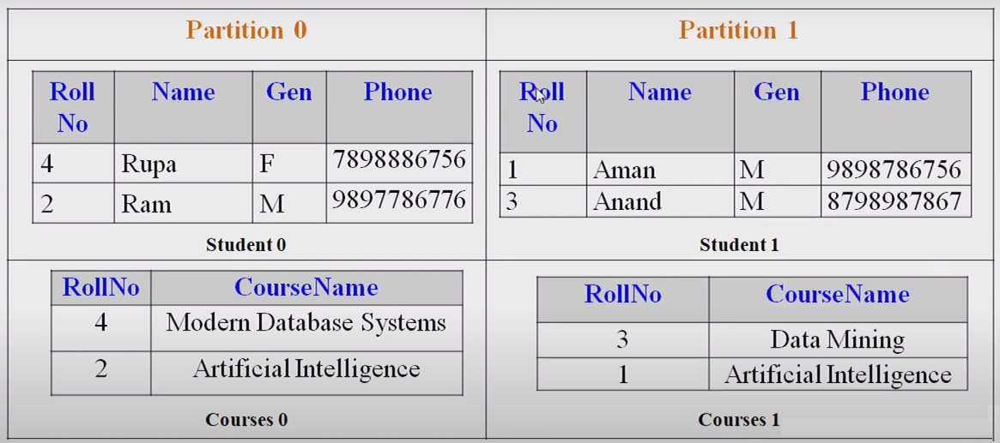 Partition 0
Partition 1
Roll No Name Gen Phone
4 Rupa F 7898886756
2 Ram M 9897786776
Student 0
Roll No Name Gen Phone
1 Aman M 9898786756
3 Anand M 8798987867
Student 1
RollNo CourseName
4 Modern Database Systems
2 Artificial Intelligence
Courses 0
RollNo CourseName
3 Data Mining
1 Artificial Intelligence
Courses 1